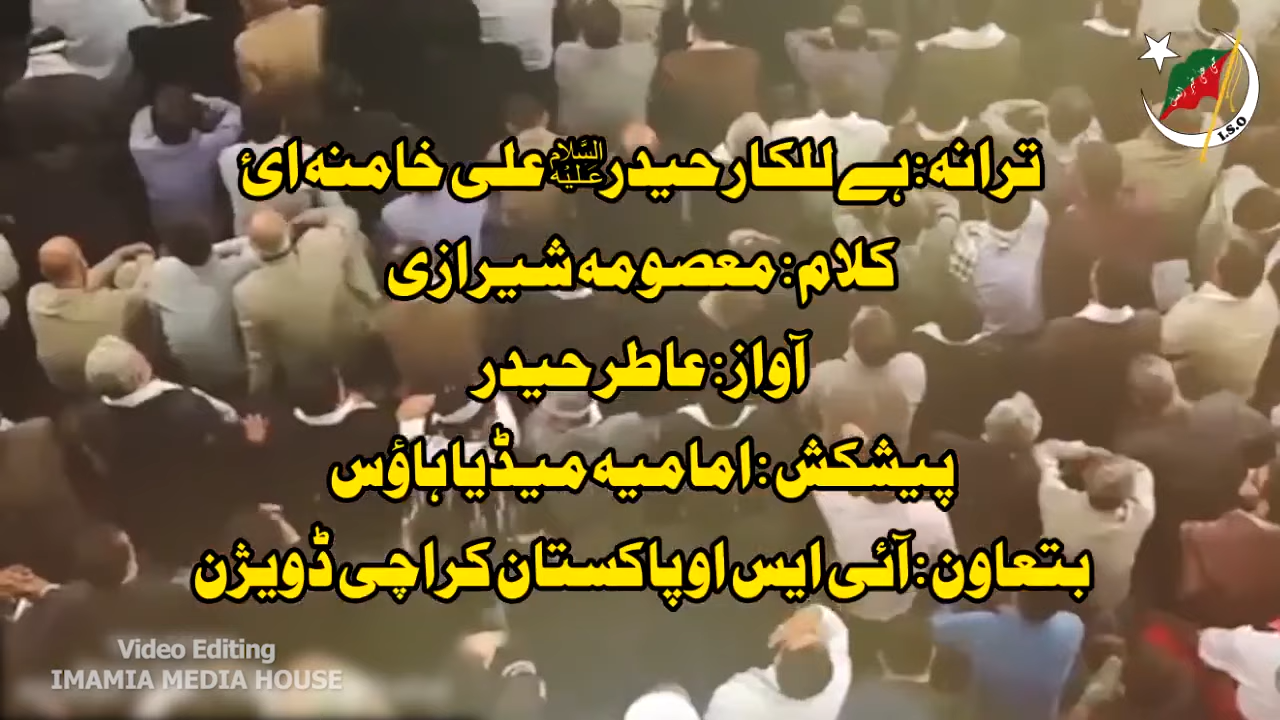 ترانہ: ہے للکار حیدر علیہ السلام علی خامنہ ائ
کلام: معصومہ شیرازی
آواز: عاطر حیدر
پیشکش: امامیہ میڈیا ہاؤس
بتعاون: آئی ایس او پاکستان کراچی ڈویژن
Video Editing
IMAMIA MEDIA HOUSE
I.S.O